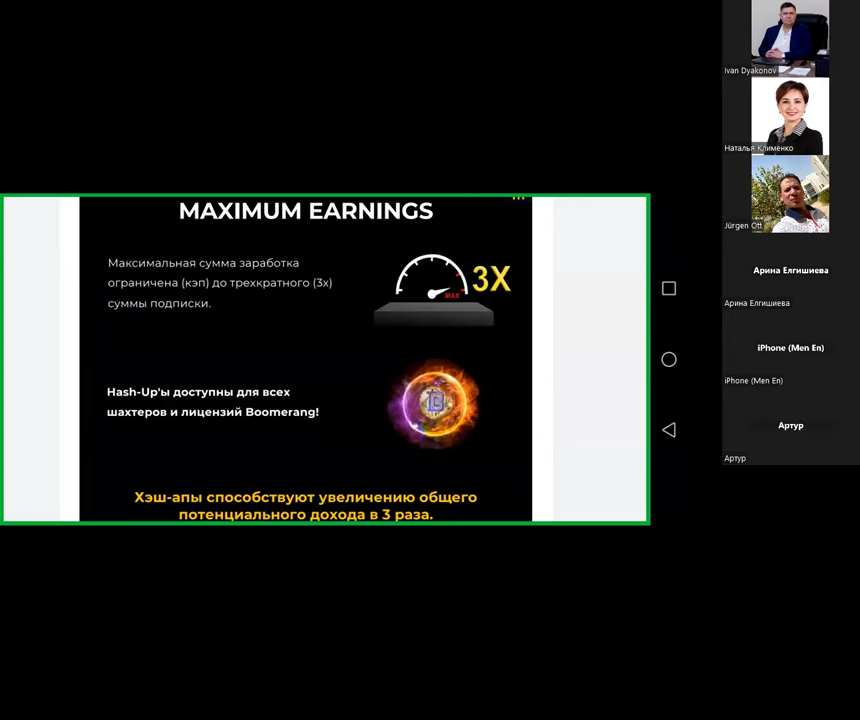 MAXIMUM EARNINGS
Максимальная сумма заработка
ограничена (кэп) до трехкратного (3х)
суммы подписки.
MAX
3X
Hash-Up'ы доступны для всех
шахтеров и лицензий Boomerang!
Хэш-апы способствуют увеличению общего
потенциального дохода в 3 раза.
Ivan Dyakonov
Наталья Клименко
Jürgen Ott
Арина Елгишиева
Арина Елгишиева
iPhone (Men En)
iPhone (Men En)
Артур
Артур